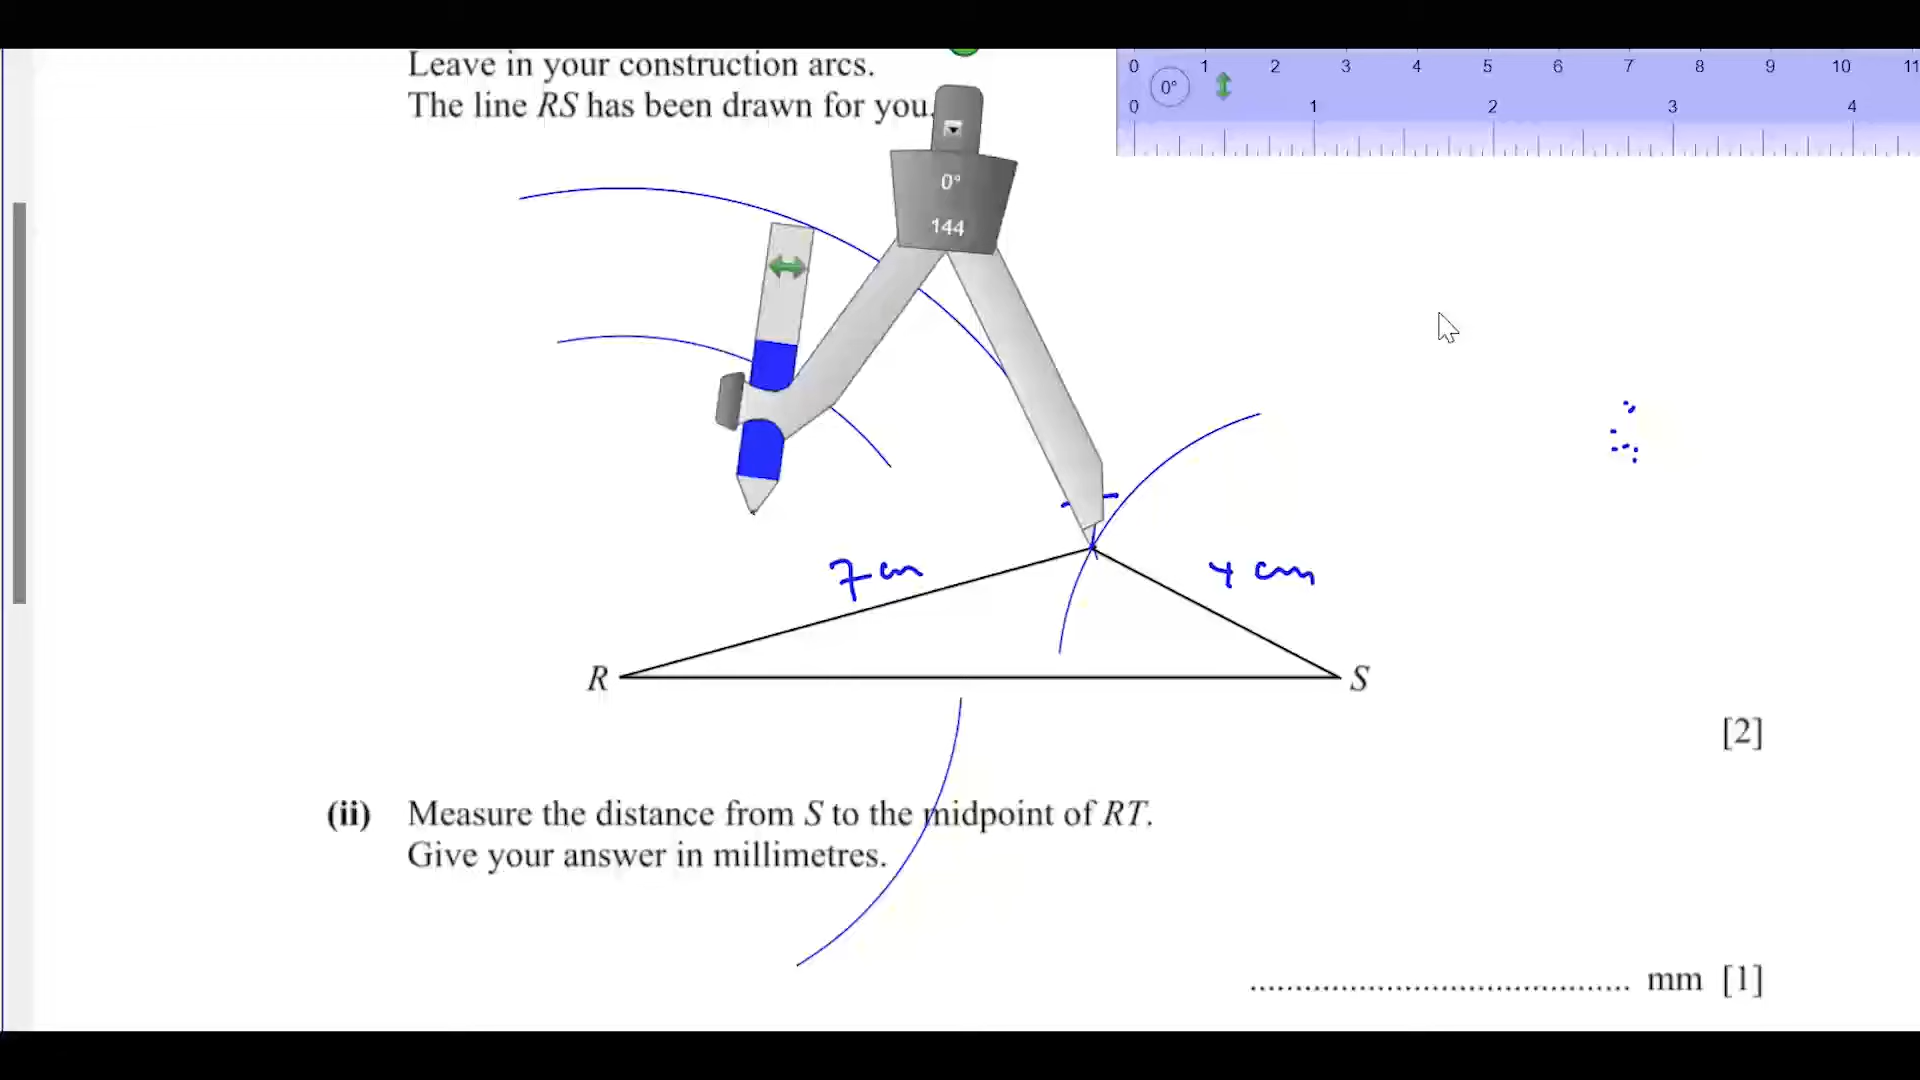 Leave in your construction arcs.
The line RS has been drawn for you.
0 1 2 3 4 5 6 7 8 9 10 11
0°
0 1 2 3 4
0°
144
7 cm
4 cm
R
S
[2]
(ii) Measure the distance from S to the midpoint of RT.
Give your answer in millimetres.
........................................ mm [1]